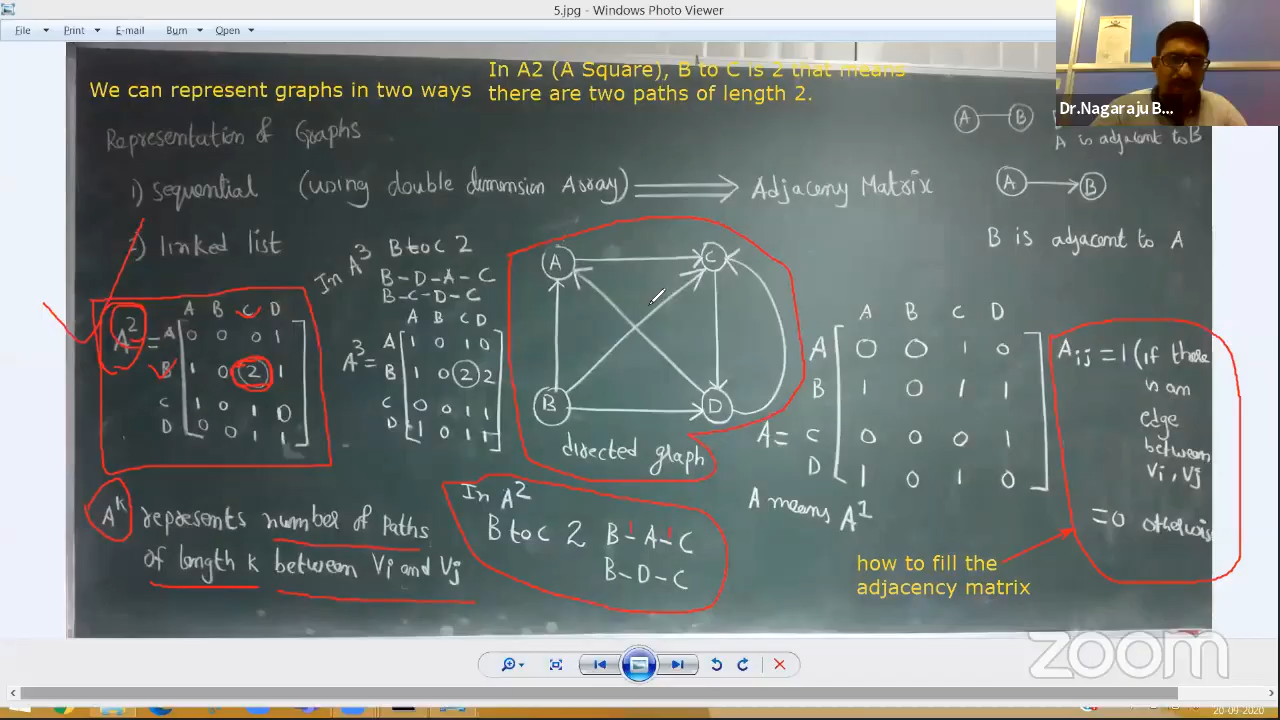 5.jpg - Windows Photo Viewer
File Print E-mail Burn Open
We can represent graphs in two ways
In A2 (A Square), B to C is 2 that means
there are two paths of length 2.
Dr.Nagaraju B...
Representation of Graphs
A B
A is adjacent to B
1) Sequential (using double dimension Array) ⟹ Adjaceny Matrix
A → B
2) linked list
B is adjacent to A
In A³ B to C 2
B-D-A-C
B-C-D-C
A B C D
A² = A 0 0 0 1
B 1 0 2 1
C 1 0 1 0
D 0 0 1 1
A B C D
A³ = A 1 0 1 0
B 1 0 2 2
C 0 0 1 1
D 1 0 1 1
A C
B D
directed graph
A B C D
A 0 0 1 0
B 1 0 1 1
A = C 0 0 0 1
D 1 0 1 0
A means A¹
Aij = 1 (if there
is an
edge
between
Vi, Vj
= 0 otherwis
A^k represents number of paths
of length k between Vi and Vj
In A²
B to C 2 B-A-C
B-D-C
how to fill the
adjacency matrix
zoom
20-09-2020